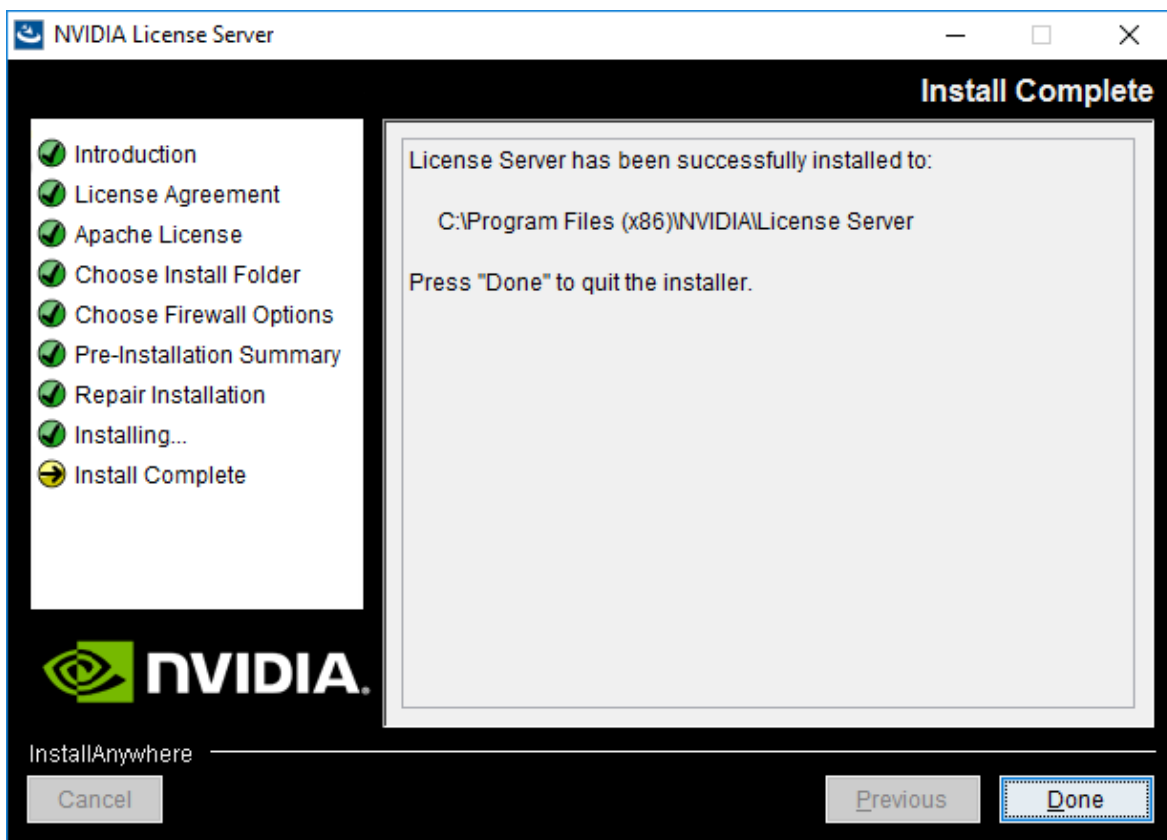 NVIDIA License Server
Install Complete
Introduction
License Agreement
Apache License
Choose Install Folder
Choose Firewall Options
Pre-Installation Summary
Repair Installation
Installing...
Install Complete
License Server has been successfully installed to:
C:\Program Files (x86)\NVIDIA\License Server
Press "Done" to quit the installer.
NVIDIA.
InstallAnywhere
Cancel
Previous
Done